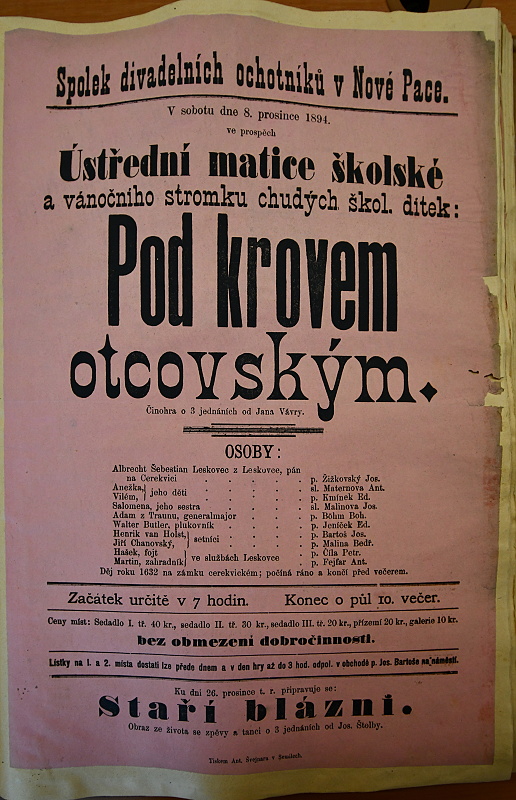 Spolek divadelních ochotníků v Nové Pace.
V sobotu dne 8. prosince 1894.
ve prospěch
Ústřední matice školské
a vánočního stromku chudých škol. dítek:
Pod krovem
otcovským.
Činohra o 3 jednáních od Jana Vávry.
OSOBY:
Albrecht Šebestian Leskovec z Leskovce, pán
na Cerekvici . . . . . p. Žižkovský Jos.
Anežka, } jeho děti . . . . sl. Maternova Ant.
Vilém, p. Kmínek Ed.
Salomena, jeho sestra . . . . sl. Malinova Jos.
Adam z Traunu, generalmajor . . . p. Böhm Boh.
Walter Butler, plukovník . . . . p. Jeníček Ed.
Henrik van Holst, } setníci . . . p. Bartoš Jos.
Jiří Chanovský, p. Malina Bedř.
Hašek, fojt } ve službách Leskovce . p. Číla Petr.
Martin, zahradník p. Fejfar Ant.
Děj roku 1632 na zámku cerekvickém; počíná ráno a končí před večerem.
Začátek určitě v 7 hodin. Konec o půl 10. večer.
Ceny míst: Sedadlo I. tř. 40 kr., sedadlo II. tř. 30 kr., sedadlo III. tř. 20 kr., přízemí 20 kr., galerie 10 kr.
bez obmezení dobročinnosti.
Lístky na 1. a 2. místa dostati lze přede dnem a v den hry až do 3 hod. odpol. v obchodě p. Jos. Bartoše na náměstí.
Ku dni 26. prosince t. r. připravuje se:
Staří blázni.
Obraz ze života se zpěvy a tanci o 3 jednáních od Jos. Štolby.
Tiskem Ant. Švejnara v Semilech.